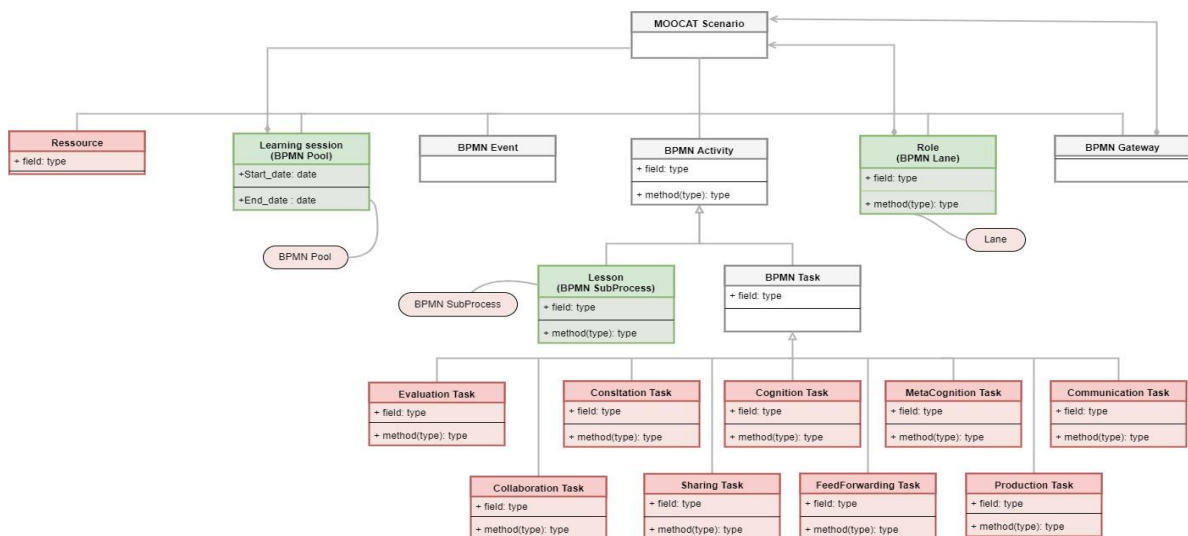 MOOCAT Scenario
Ressource
+ field: type
Learning session
(BPMN Pool)
+Start_date: date
+End_date : date
BPMN Event
BPMN Activity
+ field: type
+ method(type): type
Role
(BPMN Lane)
+ field: type
+ method(type): type
BPMN Gateway
BPMN Pool
Lane
BPMN SubProcess
Lesson
(BPMN SubProcess)
+ field: type
+ method(type): type
BPMN Task
+ field: type
Evaluation Task
+ field: type
+ method(type): type
Consltation Task
+ field: type
+ method(type): type
Cognition Task
+ field: type
+ method(type): type
MetaCognition Task
+ field: type
+ method(type): type
Communication Task
+ field: type
+ method(type): type
Collaboration Task
+ field: type
+ method(type): type
Sharing Task
+ field: type
+ method(type): type
FeedForwarding Task
+ field: type
+ method(type): type
Production Task
+ field: type
+ method(type): type